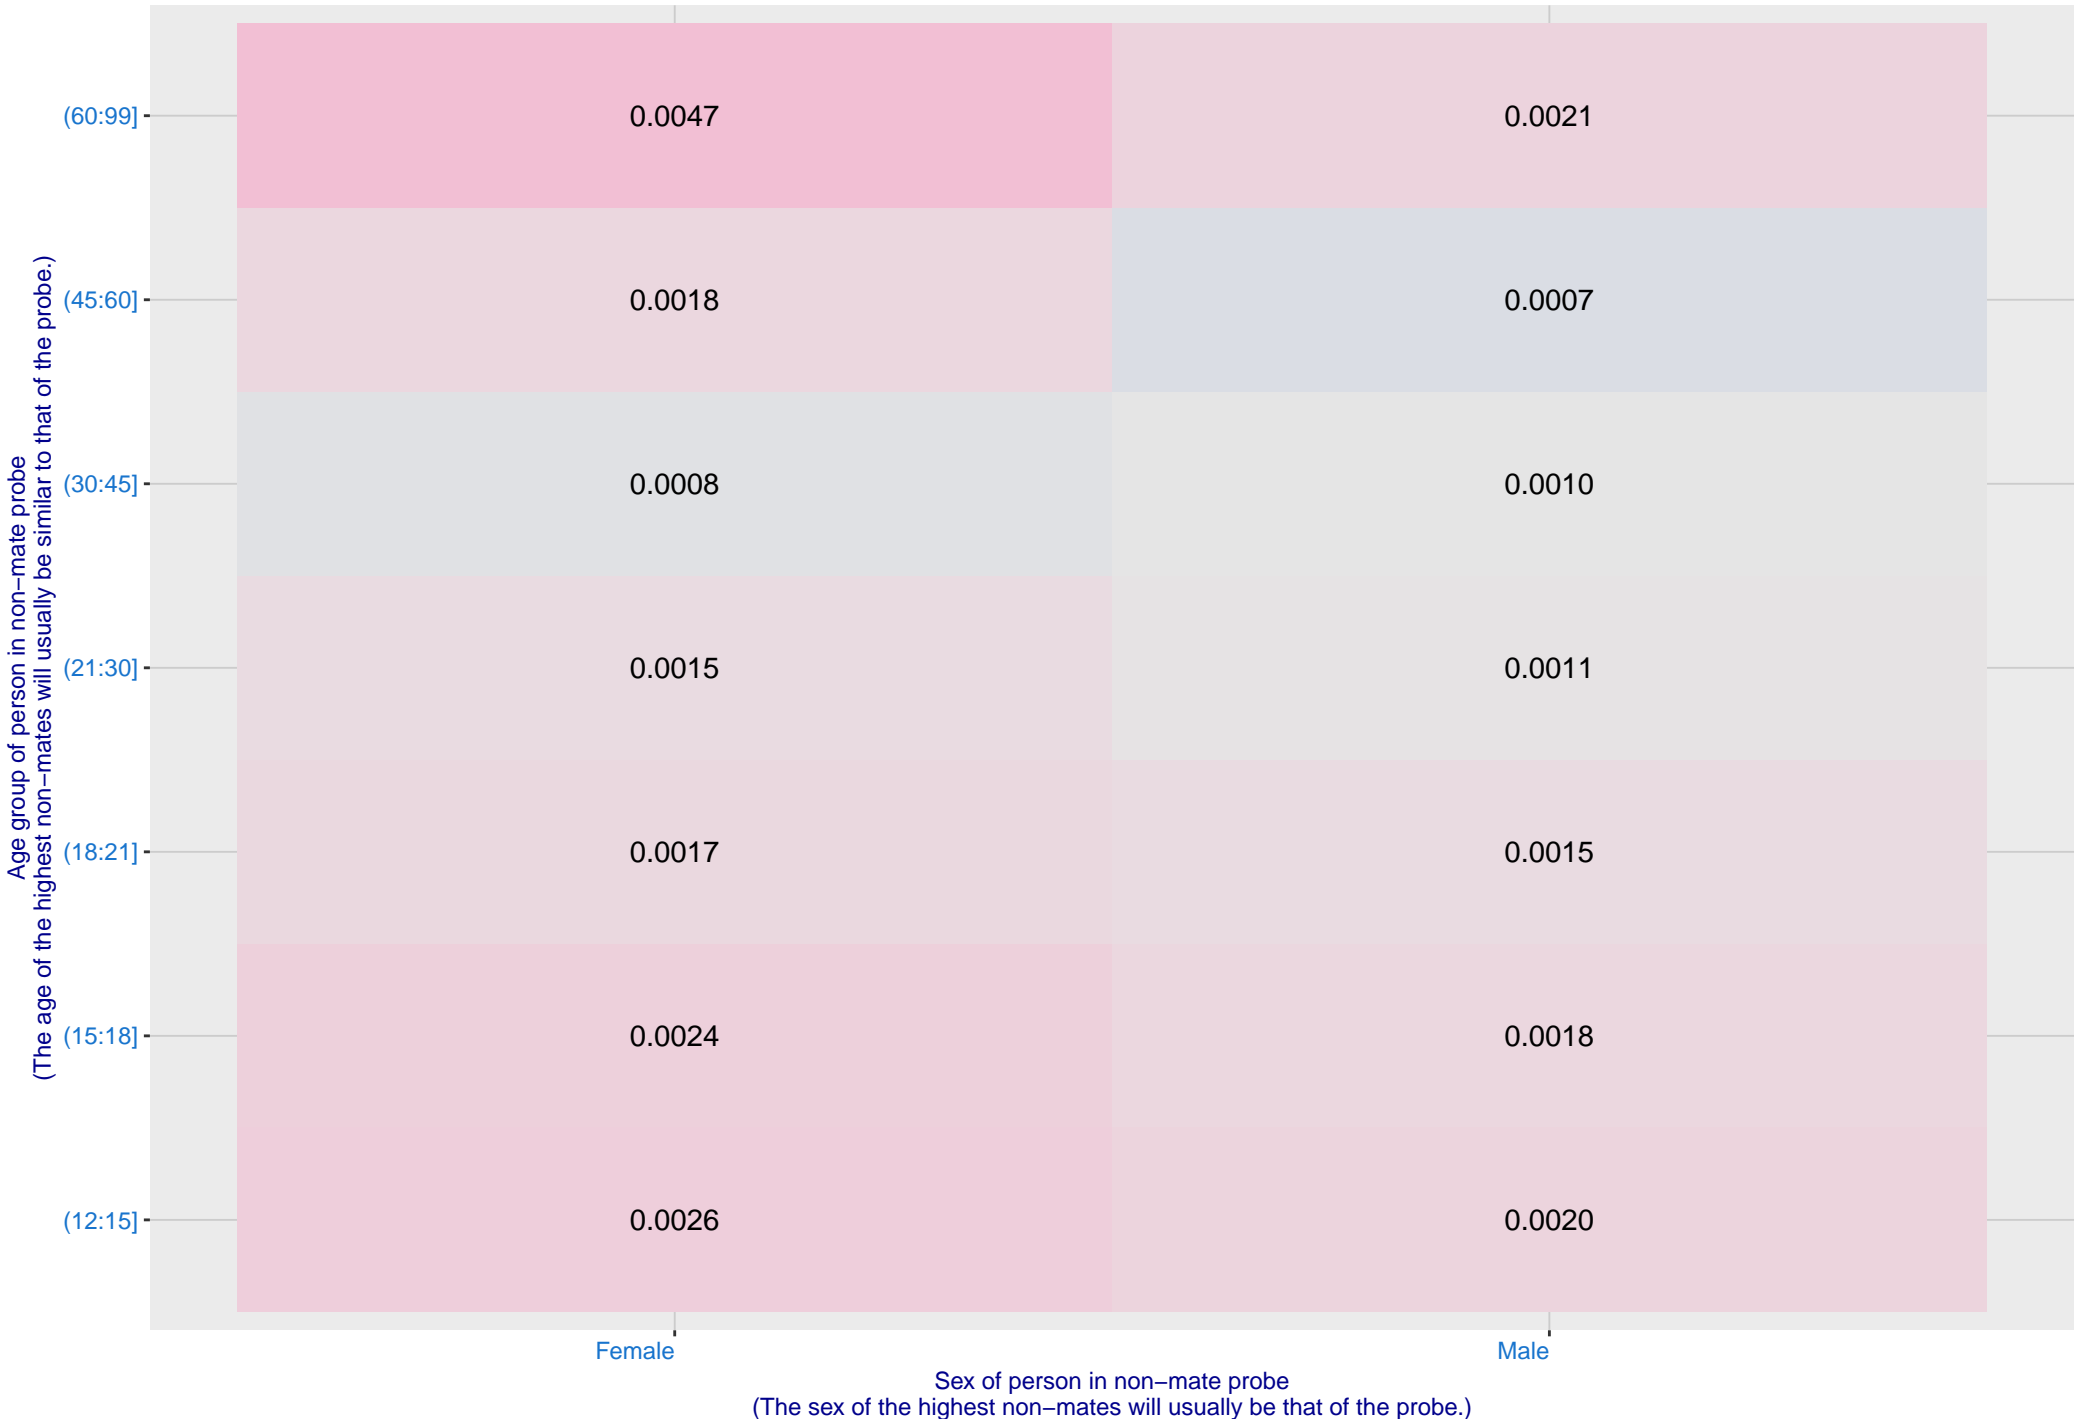 Age group of person in non−mate probe
(The age of the highest non−mates will usually be similar to that of the probe.)
(60:99] 0.0047 0.0021
(45:60] 0.0018 0.0007
(30:45] 0.0008 0.0010
(21:30] 0.0015 0.0011
(18:21] 0.0017 0.0015
(15:18] 0.0024 0.0018
(12:15] 0.0026 0.0020
Female Male
Sex of person in non−mate probe
(The sex of the highest non−mates will usually be that of the probe.)